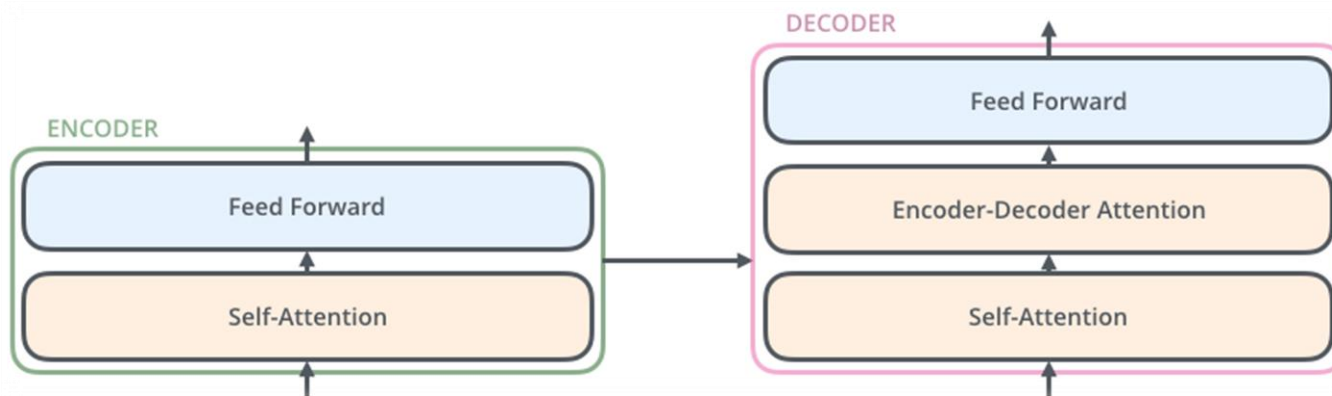 ENCODER
Feed Forward
Self-Attention
DECODER
Feed Forward
Encoder-Decoder Attention
Self-Attention